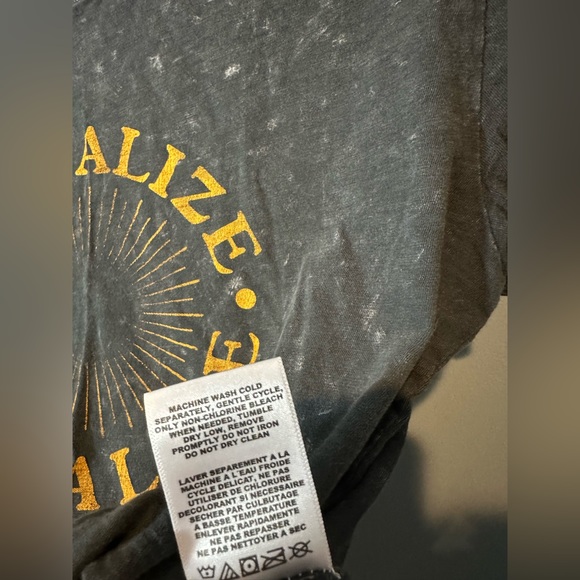 ALIZE • E
AL
MACHINE WASH COLD
SEPARATELY, GENTLE CYCLE,
ONLY NON-CHLORINE BLEACH
WHEN NEEDED, TUMBLE
DRY LOW, REMOVE
PROMPTLY DO NOT IRON
DO NOT DRY CLEAN
LAVER SEPAREMENT A LA
MACHINE A L'EAU FROIDE
CYCLE DELICAT, NE PAS
UTILISER DE CHLORURE
DECOLORANT SI NECESSAIRE
SECHER PAR CULBUTAGE
A BASSE TEMPERATURE
ENLEVER RAPIDEMENT
NE PAS REPASSER
NE PAS NETTOYER A SEC